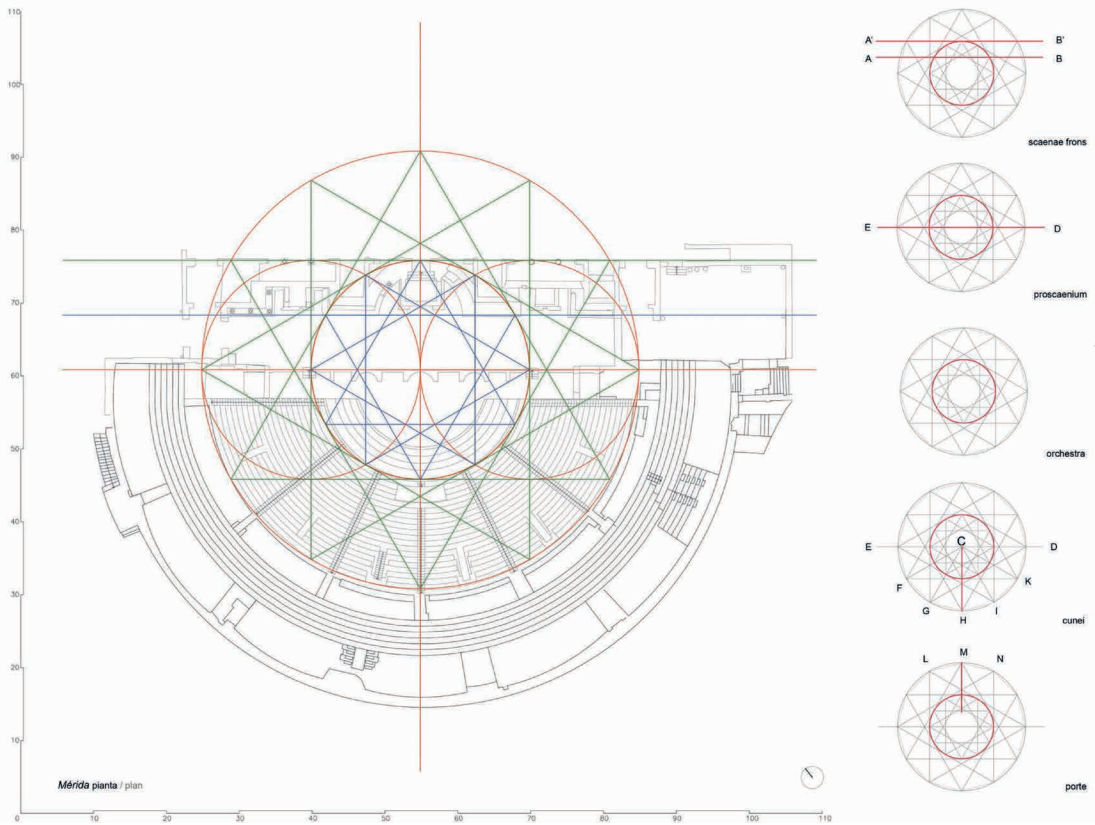 110
100
90
80
70
60
50
40
30
20
10
Mérida pianta / plan
0 10 20 30 40 50 60 70 80 90 100 110
A' B'
A B
scaenae frons
E D
proscaenium
orchestra
C
E D
F K
G I
H
cunei
M
L N
porte